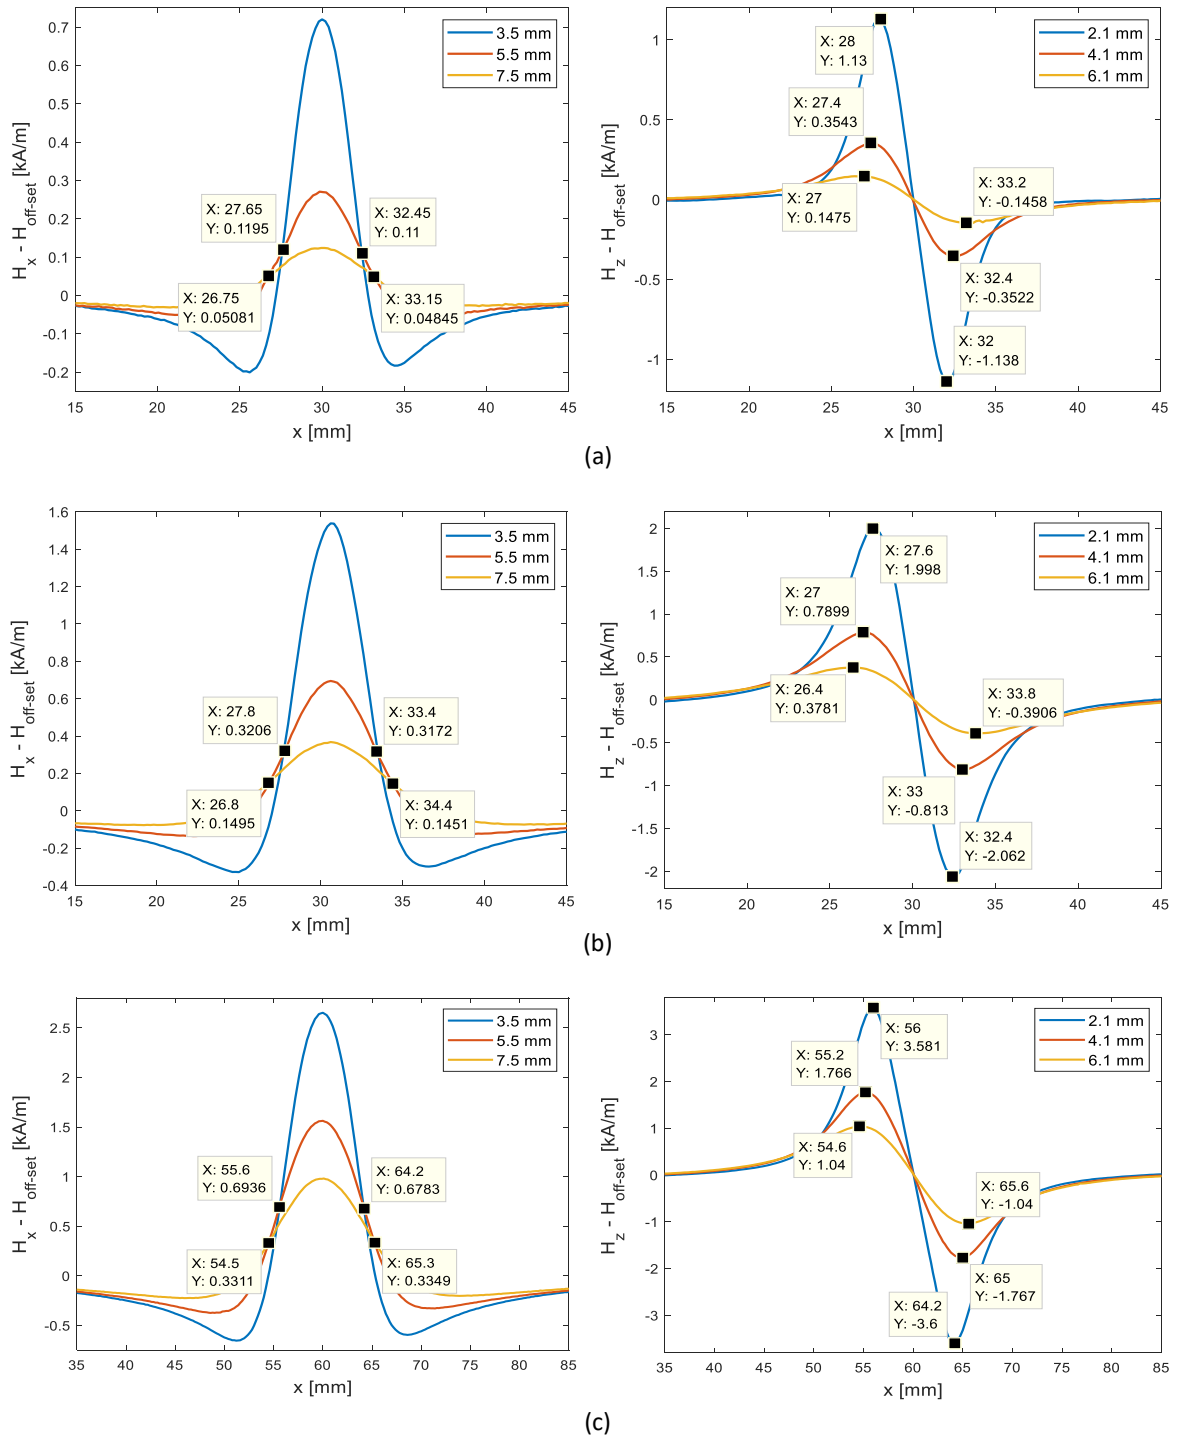 3.5 mm
5.5 mm
7.5 mm
X: 27.65
Y: 0.1195
X: 32.45
Y: 0.11
X: 26.75
Y: 0.05081
X: 33.15
Y: 0.04845
0.7
0.6
0.5
0.4
0.3
0.2
0.1
0
-0.1
-0.2
15 20 25 30 35 40 45
x [mm]
H_x - H_off-set [kA/m]
2.1 mm
4.1 mm
6.1 mm
X: 28
Y: 1.13
X: 27.4
Y: 0.3543
X: 27
Y: 0.1475
X: 33.2
Y: -0.1458
X: 32.4
Y: -0.3522
X: 32
Y: -1.138
1
0.5
0
-0.5
-1
15 20 25 30 35 40 45
x [mm]
H_z - H_off-set [kA/m]
(a)
3.5 mm
5.5 mm
7.5 mm
X: 27.8
Y: 0.3206
X: 33.4
Y: 0.3172
X: 26.8
Y: 0.1495
X: 34.4
Y: 0.1451
1.6
1.4
1.2
1
0.8
0.6
0.4
0.2
0
-0.2
-0.4
15 20 25 30 35 40 45
x [mm]
H_x - H_off-set [kA/m]
2.1 mm
4.1 mm
6.1 mm
X: 27.6
Y: 1.998
X: 27
Y: 0.7899
X: 26.4
Y: 0.3781
X: 33.8
Y: -0.3906
X: 33
Y: -0.813
X: 32.4
Y: -2.062
2
1.5
1
0.5
0
-0.5
-1
-1.5
-2
15 20 25 30 35 40 45
x [mm]
H_z - H_off-set [kA/m]
(b)
3.5 mm
5.5 mm
7.5 mm
X: 55.6
Y: 0.6936
X: 64.2
Y: 0.6783
X: 54.5
Y: 0.3311
X: 65.3
Y: 0.3349
2.5
2
1.5
1
0.5
0
-0.5
35 40 45 50 55 60 65 70 75 80 85
x [mm]
H_x - H_off-set [kA/m]
2.1 mm
4.1 mm
6.1 mm
X: 56
Y: 3.581
X: 55.2
Y: 1.766
X: 54.6
Y: 1.04
X: 65.6
Y: -1.04
X: 65
Y: -1.767
X: 64.2
Y: -3.6
3
2
1
0
-1
-2
-3
35 40 45 50 55 60 65 70 75 80 85
x [mm]
H_z - H_off-set [kA/m]
(c)